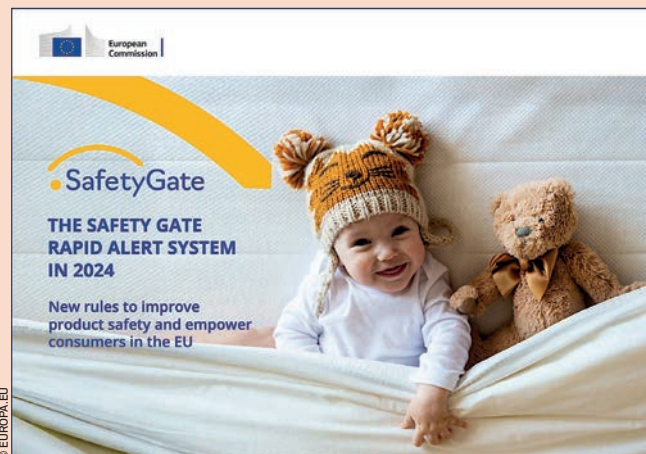 European
Commission
SafetyGate
THE SAFETY GATE
RAPID ALERT SYSTEM
IN 2024
New rules to improve
product safety and empower
consumers in the EU
© EUROPA.EU